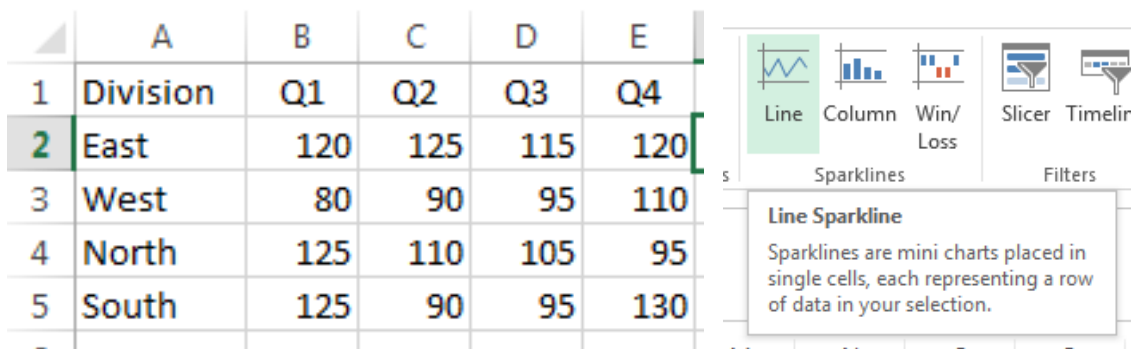 A B C D E
1 Division Q1 Q2 Q3 Q4
2 East 120 125 115 120
3 West 80 90 95 110
4 North 125 110 105 95
5 South 125 90 95 130
Line Column Win/ Slicer Timelin
Loss
s Sparklines Filters
Line Sparkline
Sparklines are mini charts placed in
single cells, each representing a row
of data in your selection.